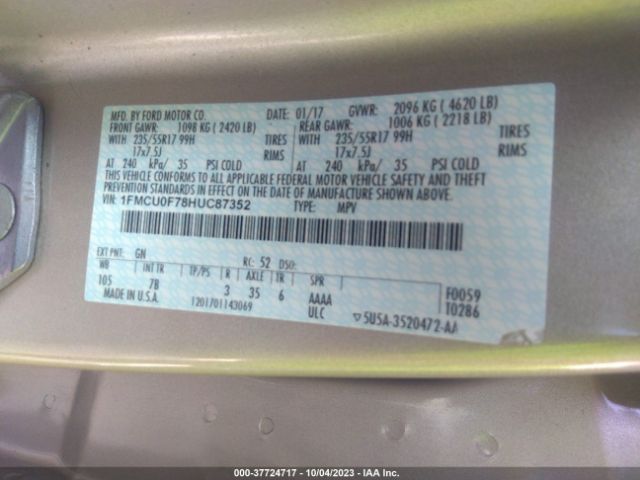 MFD. BY FORD MOTOR CO. DATE: 01/17 GVWR: 2096 KG ( 4620 LB)
FRONT GAWR: 1098 KG ( 2420 LB) REAR GAWR: 1006 KG ( 2218 LB)
WITH 235/55R17 99H TIRES WITH 235/55R17 99H TIRES
17x7.5J RIMS 17x7.5J RIMS
AT 240 kPa/ 35 PSI COLD AT 240 kPa/ 35 PSI COLD
THIS VEHICLE CONFORMS TO ALL APPLICABLE FEDERAL MOTOR VEHICLE SAFETY AND THEFT
PREVENTION STANDARDS IN EFFECT ON THE DATE OF MANUFACTURE SHOWN ABOVE.
VIN: 1FMCU0F78HUC87352 TYPE: MPV
EXT PNT: GN RC: 52 DSO:
WB INT TR TP/PS R AXLE TR SPR
105 7B 3 35 6 AAAA F0059
MADE IN U.S.A. 1201701143069 ULC T0286
▽5U5A-3520472-AA
000-37724717 - 10/04/2023 - IAA Inc.